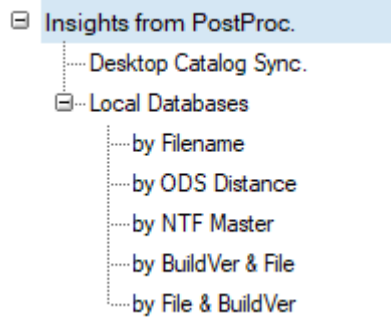 Insights from PostProc.
Desktop Catalog Sync.
Local Databases
by Filename
by ODS Distance
by NTF Master
by BuildVer & File
by File & BuildVer